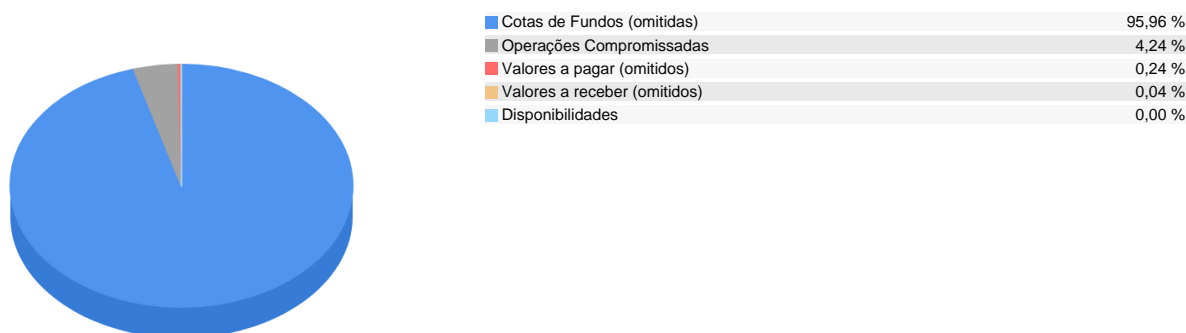 Cotas de Fundos (omitidas) 95,96 %
Operações Compromissadas 4,24 %
Valores a pagar (omitidos) 0,24 %
Valores a receber (omitidos) 0,04 %
Disponibilidades 0,00 %